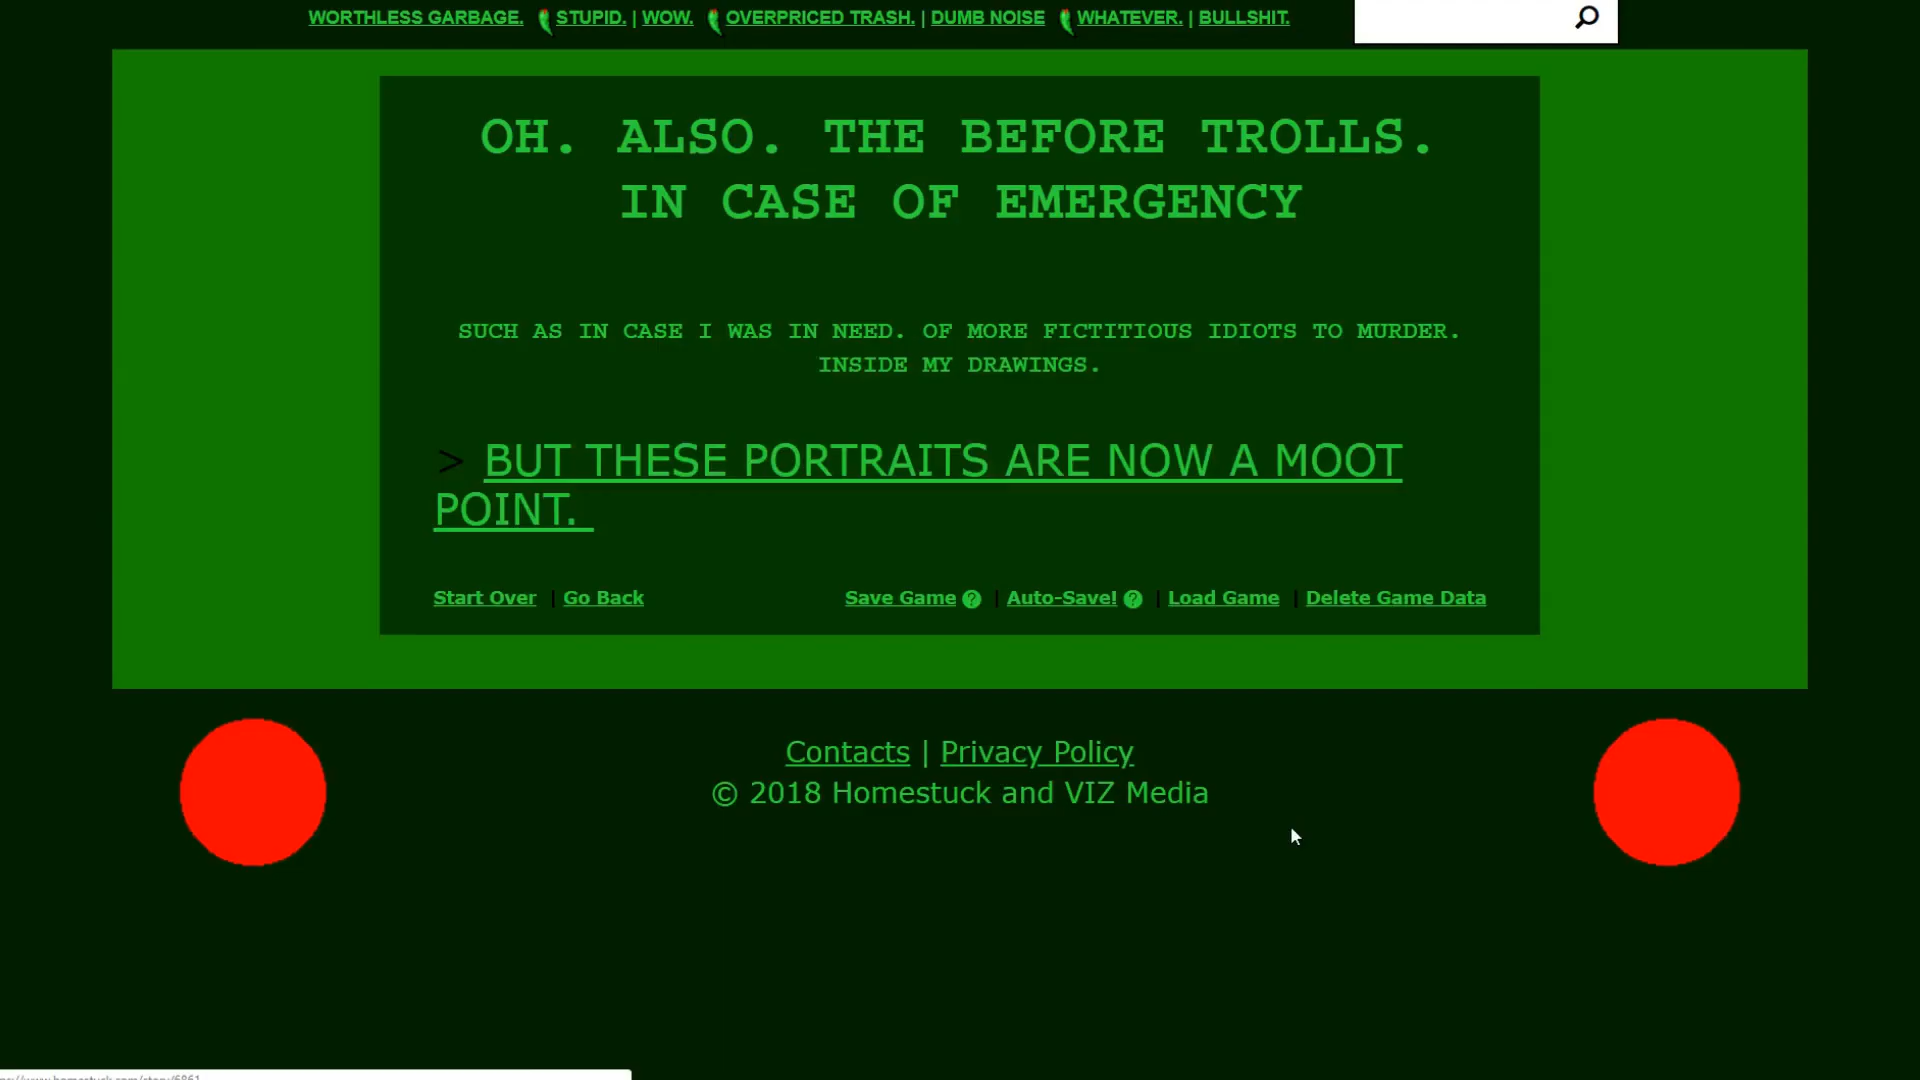 WORTHLESS GARBAGE. STUPID. | WOW. OVERPRICED TRASH. | DUMB NOISE WHATEVER. | BULLSHIT.
OH. ALSO. THE BEFORE TROLLS.
IN CASE OF EMERGENCY
SUCH AS IN CASE I WAS IN NEED. OF MORE FICTITIOUS IDIOTS TO MURDER.
INSIDE MY DRAWINGS.
> BUT THESE PORTRAITS ARE NOW A MOOT
POINT.
Start Over | Go Back Save Game ? | Auto-Save! ? | Load Game | Delete Game Data
Contacts | Privacy Policy
© 2018 Homestuck and VIZ Media